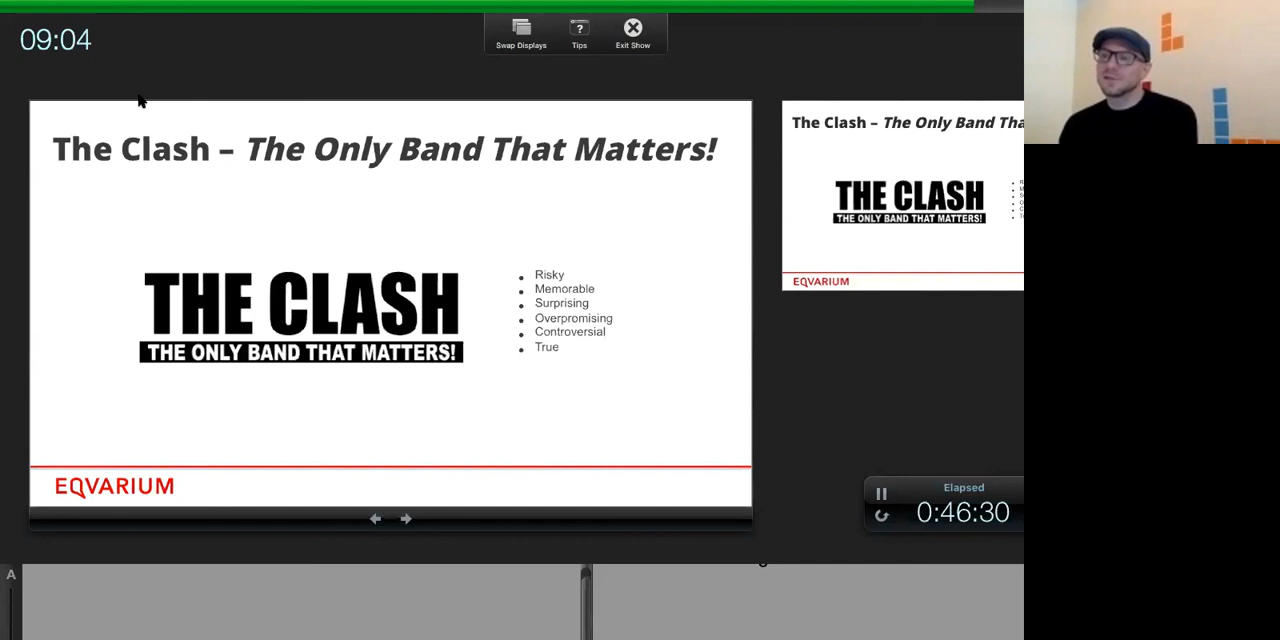 09:04
Swap Displays
Tips
Exit Show
The Clash – The Only Band That Matters!
THE CLASH
THE ONLY BAND THAT MATTERS!
Risky
Memorable
Surprising
Overpromising
Controversial
True
EQVARIUM
The Clash – The Only Band Tha
THE CLASH
THE ONLY BAND THAT MATTERS!
EQVARIUM
Elapsed
0:46:30
A